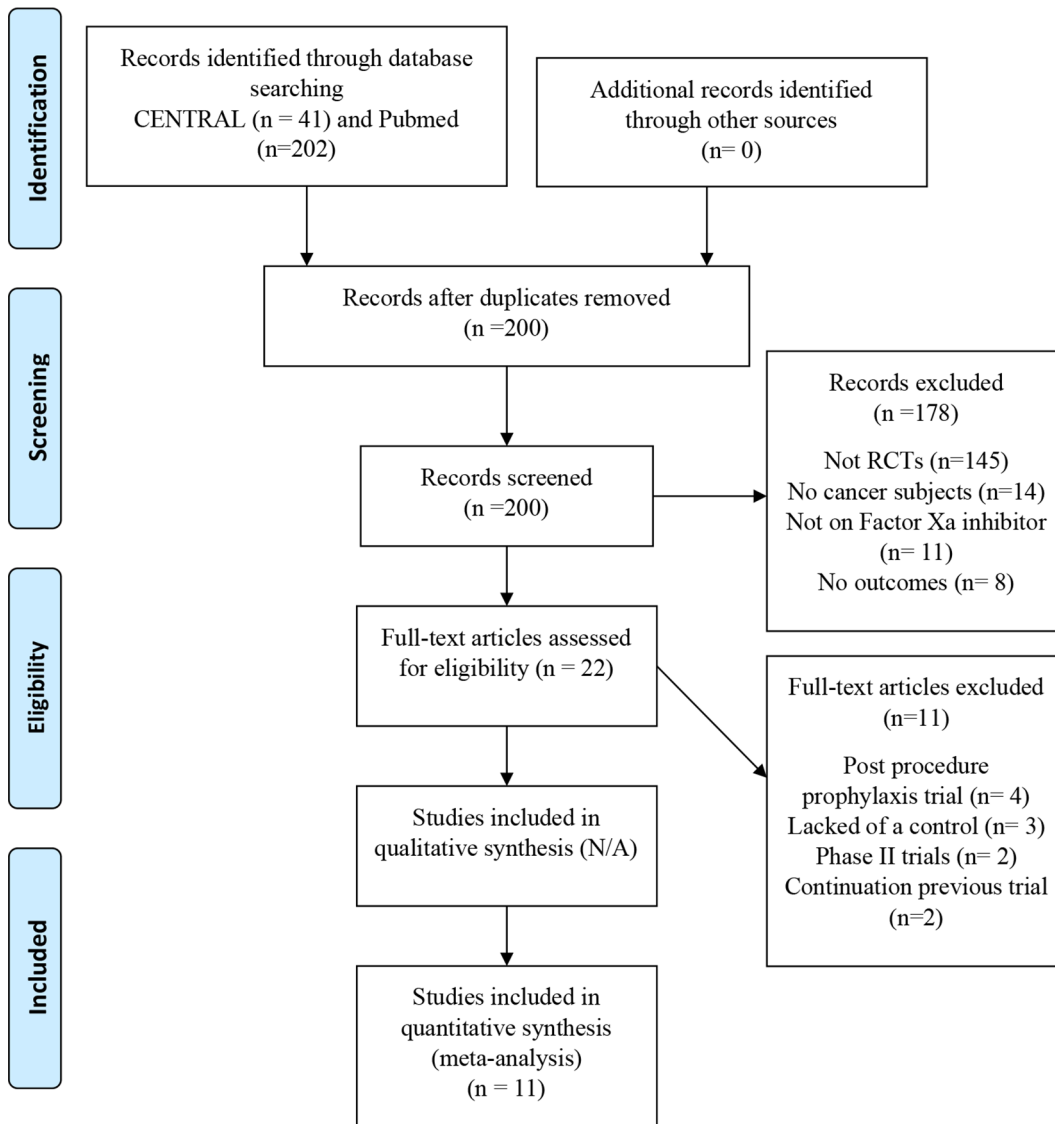 Identification
Records identified through database
searching
CENTRAL (n = 41) and Pubmed
(n=202)
Additional records identified
through other sources
(n= 0)
Screening
Records after duplicates removed
(n =200)
Records screened
(n =200)
Records excluded
(n =178)
Not RCTs (n=145)
No cancer subjects (n=14)
Not on Factor Xa inhibitor
(n= 11)
No outcomes (n= 8)
Eligibility
Full-text articles assessed
for eligibility (n = 22)
Full-text articles excluded
(n=11)
Post procedure
prophylaxis trial (n= 4)
Lacked of a control (n= 3)
Phase II trials (n= 2)
Continuation previous trial
(n=2)
Studies included in
qualitative synthesis (N/A)
Included
Studies included in
quantitative synthesis
(meta-analysis)
(n = 11)